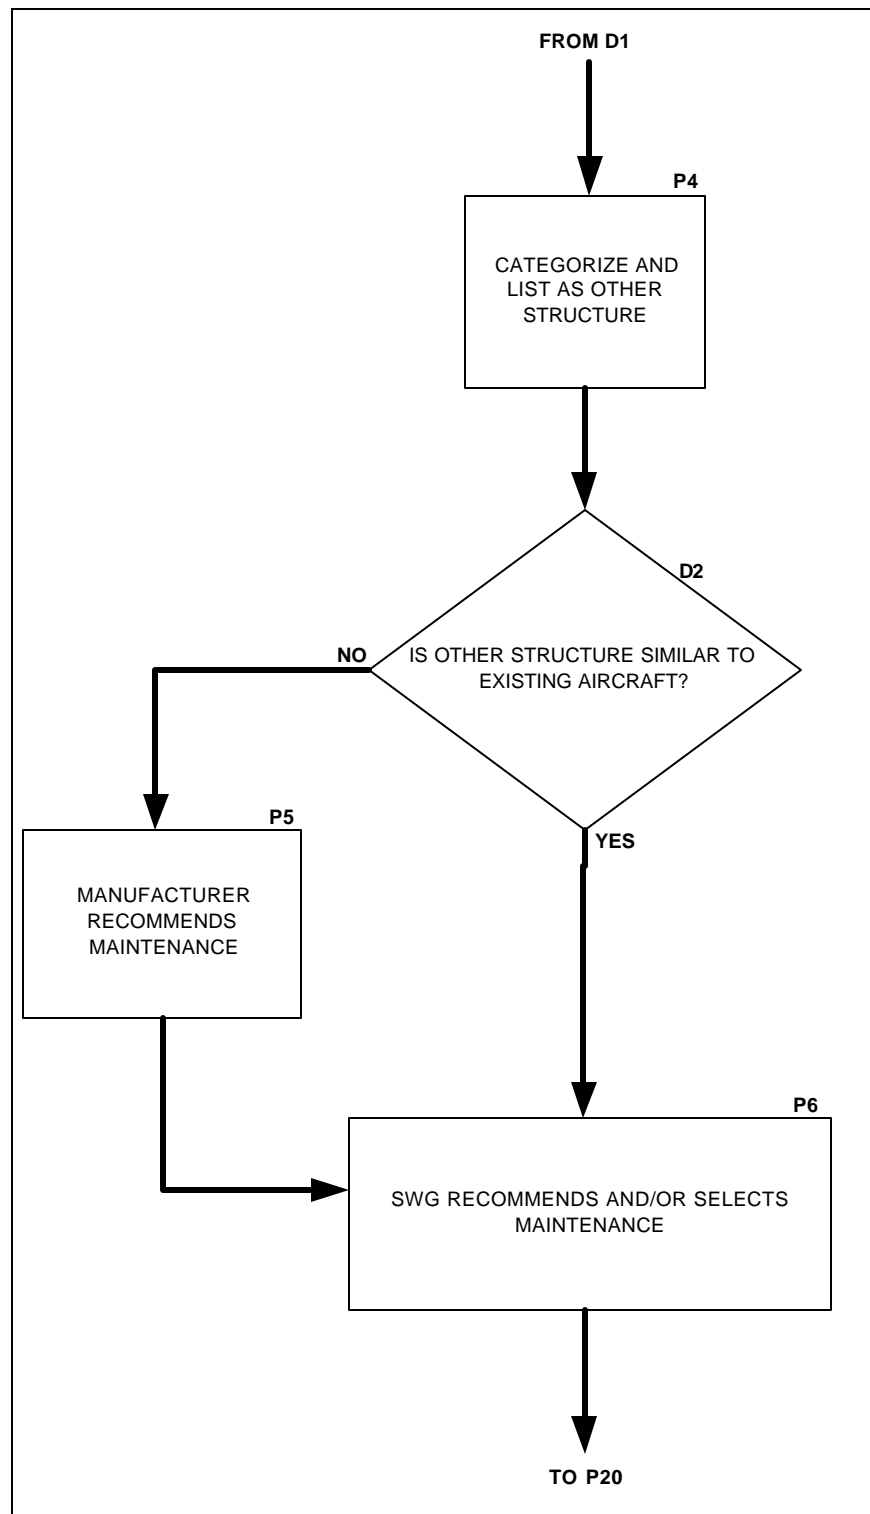 FROM D1
P4
CATEGORIZE AND
LIST AS OTHER
STRUCTURE
D2
NO
IS OTHER STRUCTURE SIMILAR TO
EXISTING AIRCRAFT?
P5
YES
MANUFACTURER
RECOMMENDS
MAINTENANCE
P6
SWG RECOMMENDS AND/OR SELECTS
MAINTENANCE
TO P20